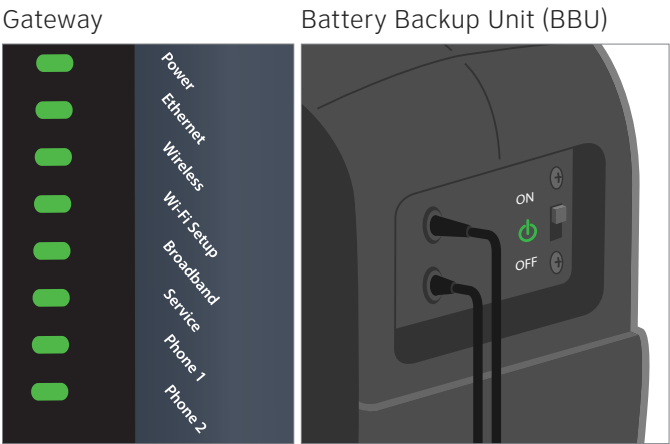 Gateway
Battery Backup Unit (BBU)
Power
Ethernet
Wireless
Wi-Fi Setup
Broadband
Service
Phone 1
Phone 2
ON
OFF